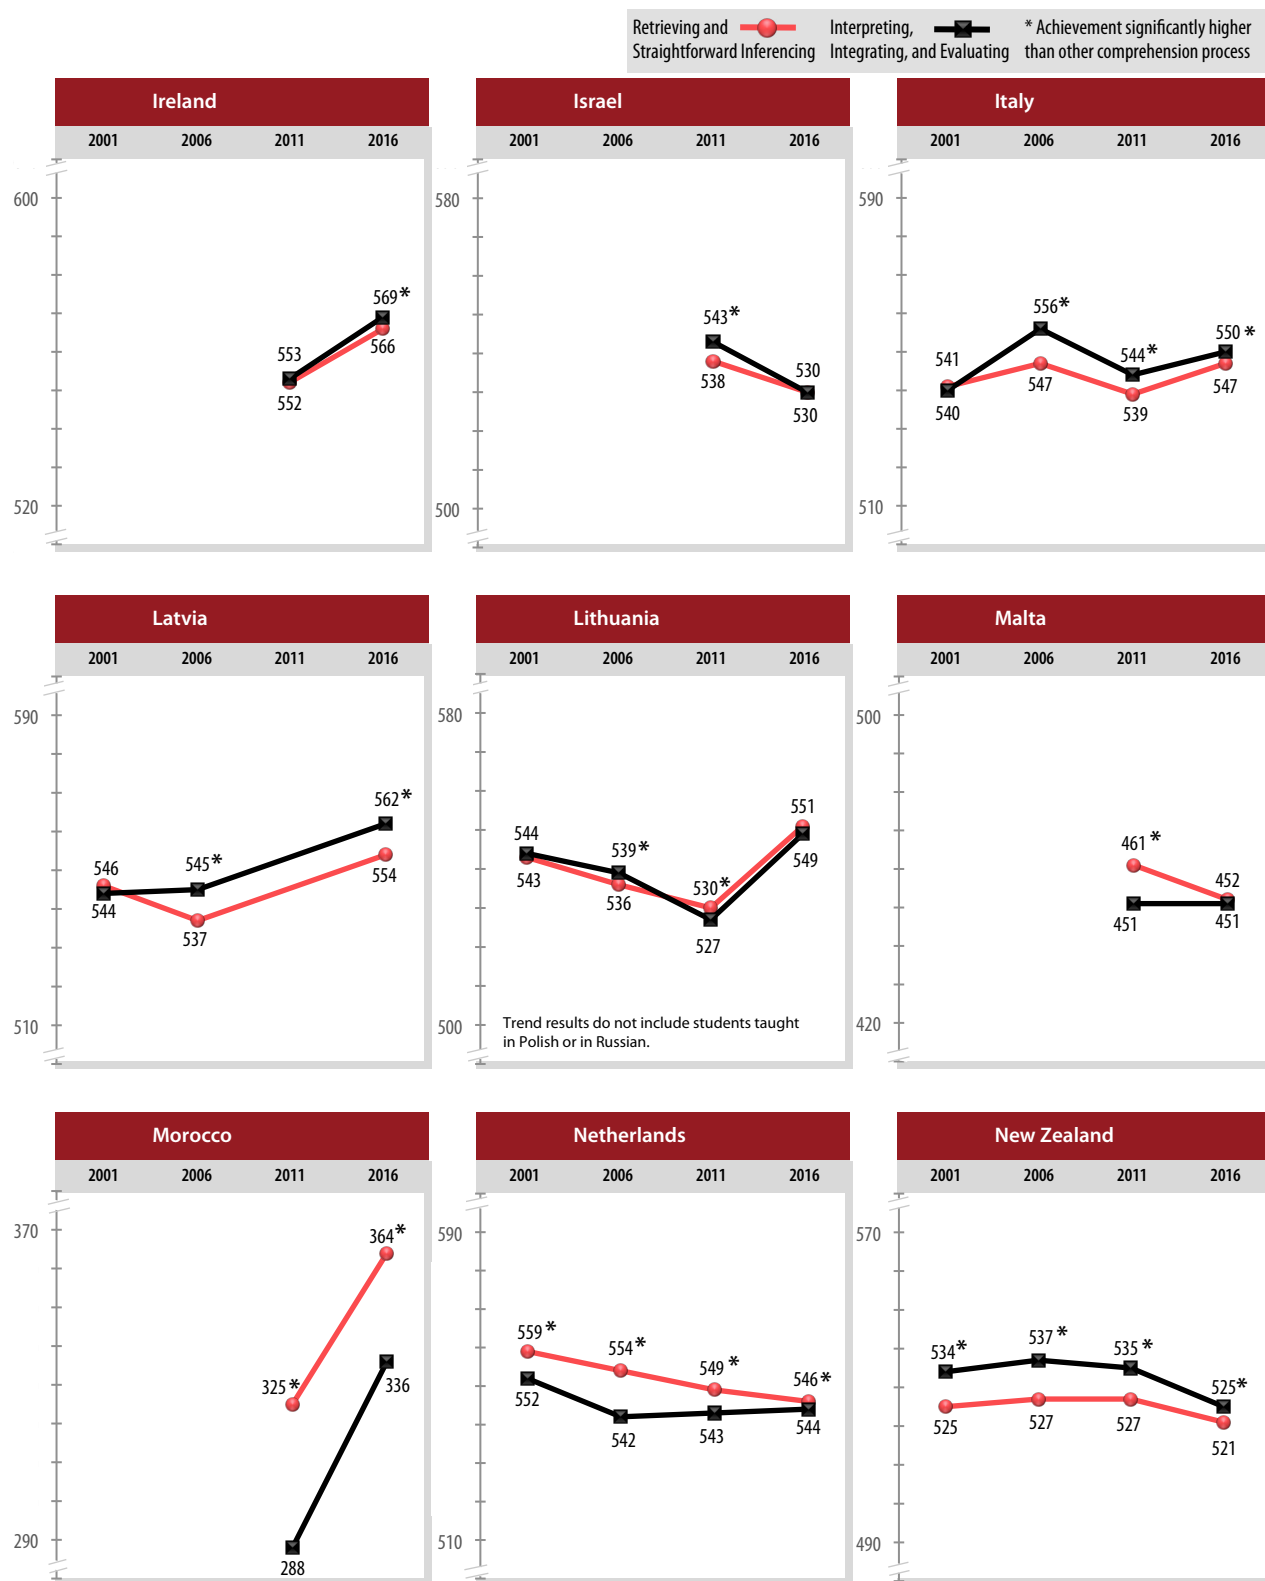 Retrieving and
Straightforward Inferencing
Interpreting,
Integrating, and Evaluating
* Achievement significantly higher
than other comprehension process
Ireland
2001 2006 2011 2016
600
520
569*
566
553
552
Israel
2001 2006 2011 2016
580
500
543*
538
530
530
Italy
2001 2006 2011 2016
590
510
541
540
556*
547
544*
539
550*
547
Latvia
2001 2006 2011 2016
590
510
546
544
545*
537
562*
554
Lithuania
2001 2006 2011 2016
580
500
544
543
539*
536
530*
527
551
549
Trend results do not include students taught
in Polish or in Russian.
Malta
2001 2006 2011 2016
500
420
461*
451
452
451
Morocco
2001 2006 2011 2016
370
290
364*
325*
336
288
Netherlands
2001 2006 2011 2016
590
510
559*
552
554*
542
549*
543
546*
544
New Zealand
2001 2006 2011 2016
570
490
534*
525
537*
527
535*
527
525*
521